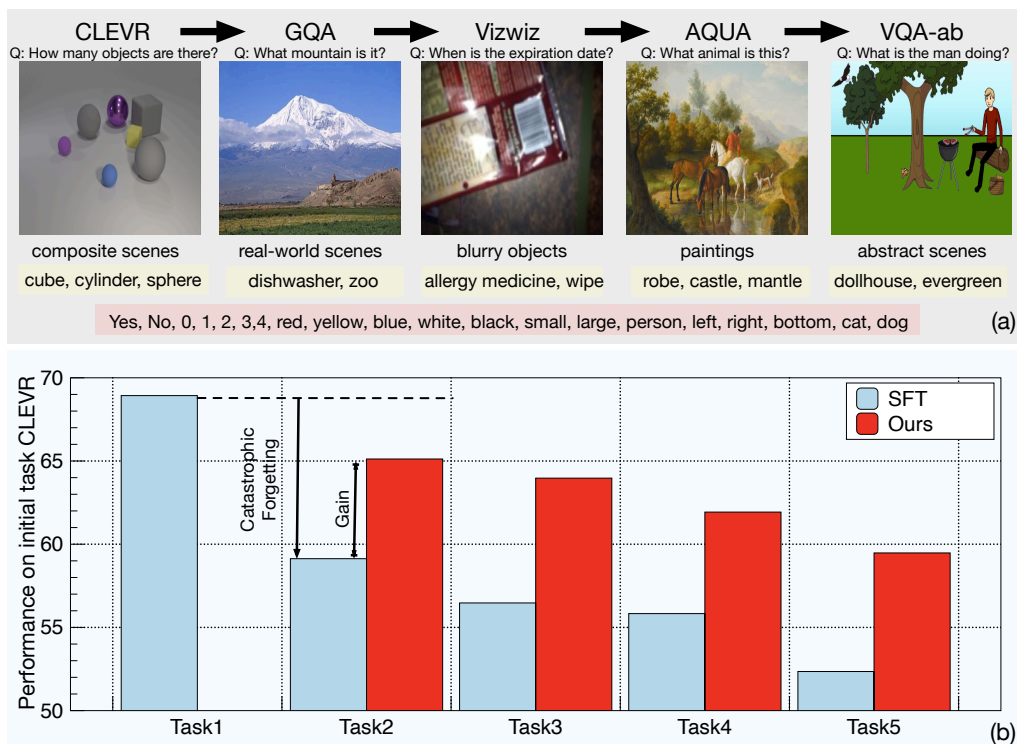 CLEVR GQA Vizwiz AQUA VQA-ab
Q: How many objects are there? Q: What mountain is it? Q: When is the expiration date? Q: What animal is this? Q: What is the man doing?
composite scenes real-world scenes blurry objects paintings abstract scenes
cube, cylinder, sphere dishwasher, zoo allergy medicine, wipe robe, castle, mantle dollhouse, evergreen
Yes, No, 0, 1, 2, 3,4, red, yellow, blue, white, black, small, large, person, left, right, bottom, cat, dog
(a)
Performance on initial task CLEVR
70
65
60
55
50
Catastrophic
Forgetting
Gain
SFT
Ours
Task1 Task2 Task3 Task4 Task5
(b)